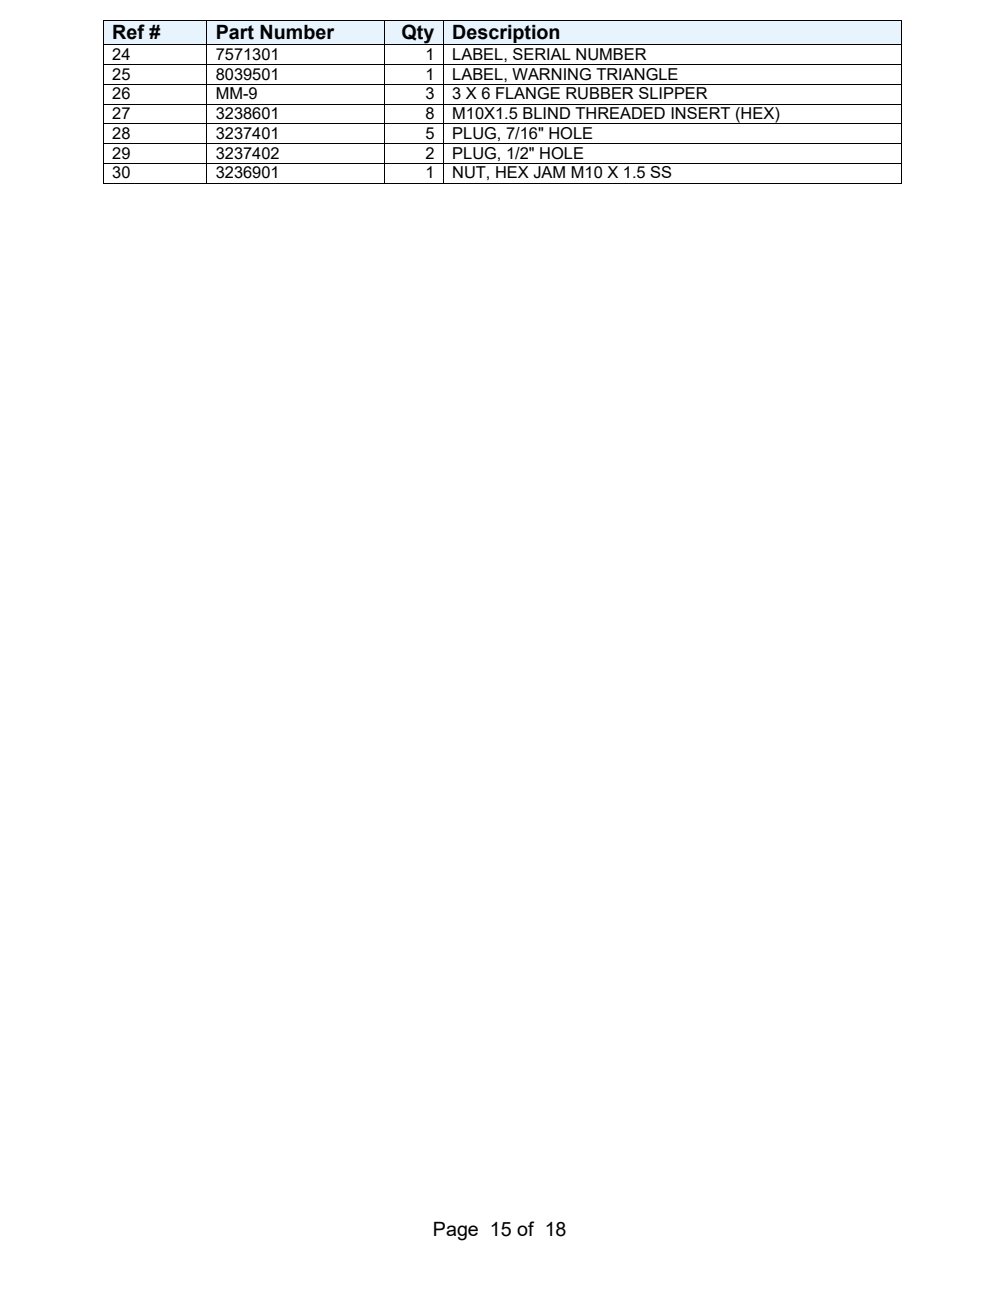 Ref # Part Number Qty Description
24 7571301 1 LABEL, SERIAL NUMBER
25 8039501 1 LABEL, WARNING TRIANGLE
26 MM-9 3 3 X 6 FLANGE RUBBER SLIPPER
27 3238601 8 M10X1.5 BLIND THREADED INSERT (HEX)
28 3237401 5 PLUG, 7/16" HOLE
29 3237402 2 PLUG, 1/2" HOLE
30 3236901 1 NUT, HEX JAM M10 X 1.5 SS
Page 15 of 18